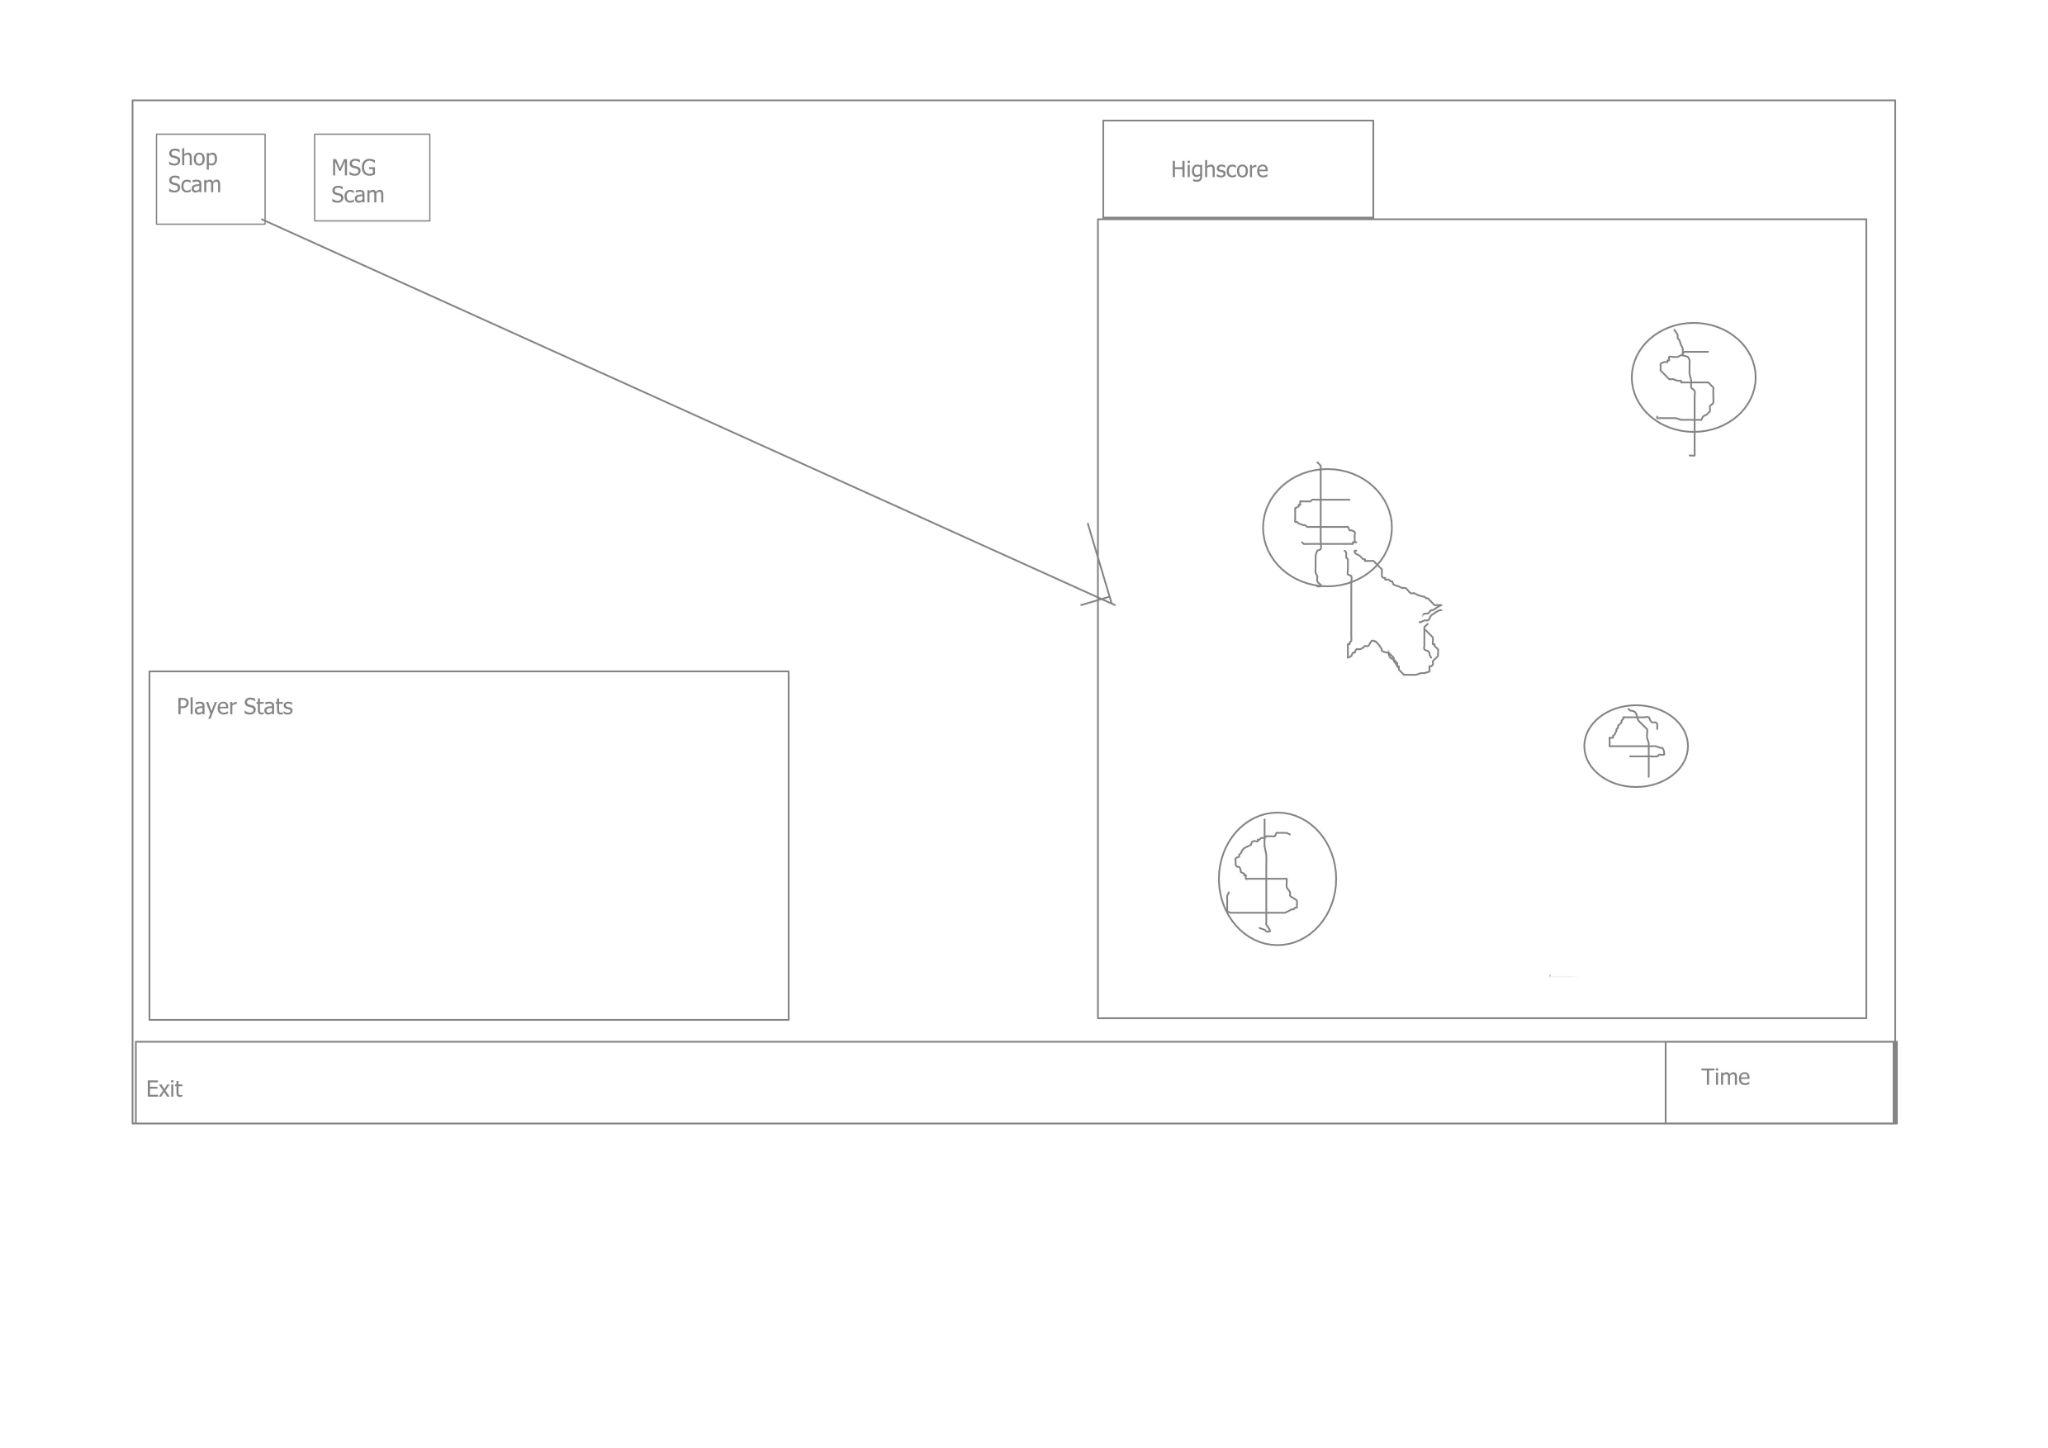 Shop
Scam
MSG
Scam
Highscore
$
$
Player Stats
$
$
Exit
Time